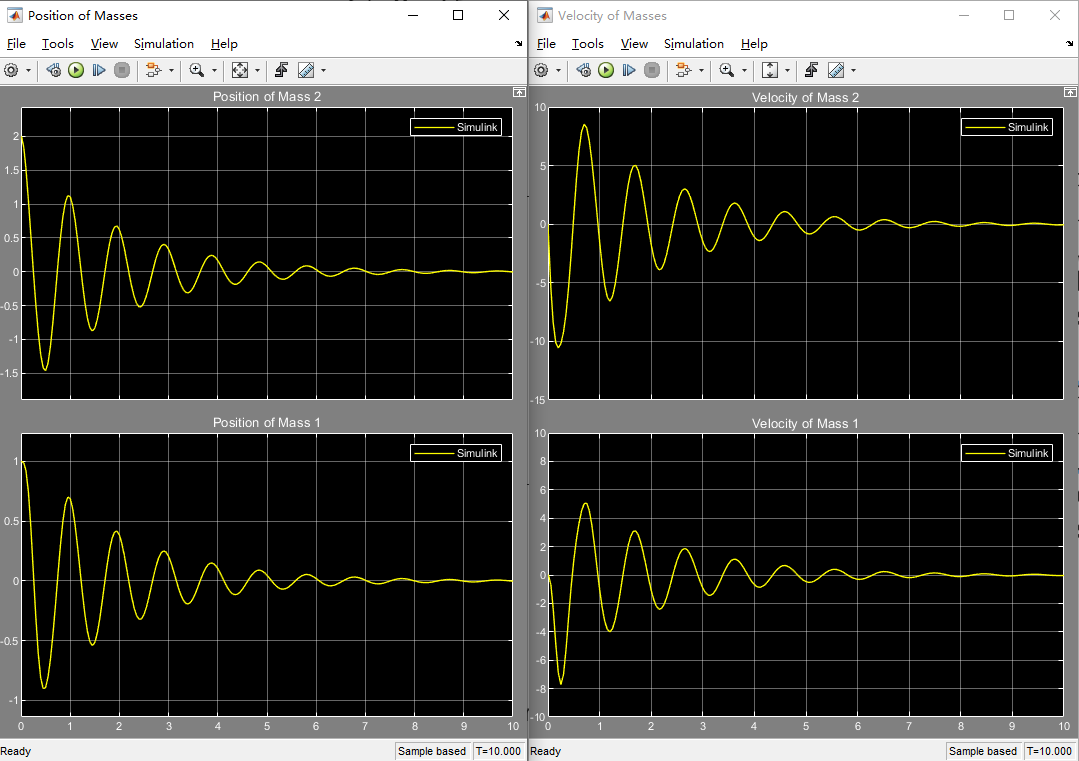 Position of Masses
File Tools View Simulation Help
Position of Mass 2
Simulink
2
1.5
1
0.5
0
-0.5
-1
-1.5
Position of Mass 1
Simulink
1
0.5
0
-0.5
-1
0 1 2 3 4 5 6 7 8 9 10
Ready Sample based T=10.000
Velocity of Masses
File Tools View Simulation Help
Velocity of Mass 2
Simulink
10
5
0
-5
-10
-15
Velocity of Mass 1
Simulink
10
8
6
4
2
0
-2
-4
-6
-8
-10
0 1 2 3 4 5 6 7 8 9 10
Ready Sample based T=10.000